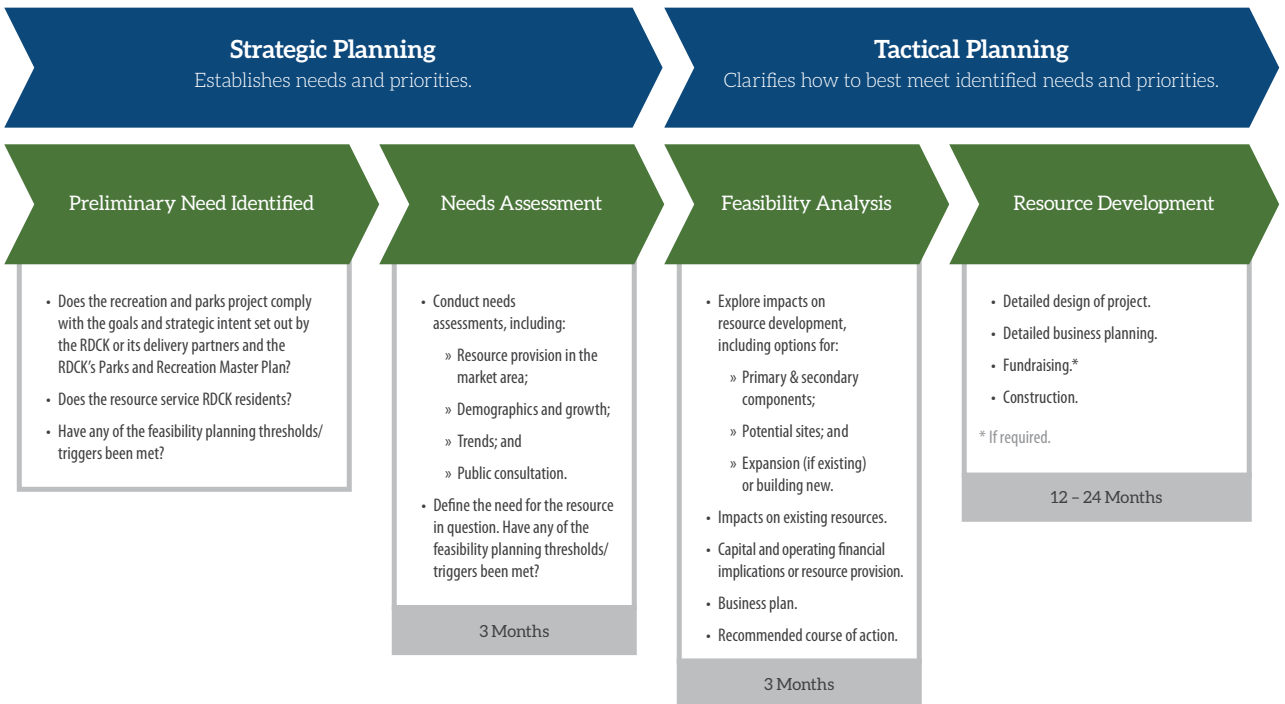 Strategic Planning
Establishes needs and priorities.
Tactical Planning
Clarifies how to best meet identified needs and priorities.
Preliminary Need Identified
• Does the recreation and parks project comply
with the goals and strategic intent set out by
the RDCK or its delivery partners and the
RDCK's Parks and Recreation Master Plan?
• Does the resource service RDCK residents?
• Have any of the feasibility planning thresholds/
triggers been met?
Needs Assessment
• Conduct needs
assessments, including:
» Resource provision in the
market area;
» Demographics and growth;
» Trends; and
» Public consultation.
• Define the need for the resource
in question. Have any of the
feasibility planning thresholds/
triggers been met?
3 Months
Feasibility Analysis
• Explore impacts on
resource development,
including options for:
» Primary & secondary
components;
» Potential sites; and
» Expansion (if existing)
or building new.
• Impacts on existing resources.
• Capital and operating financial
implications or resource provision.
• Business plan.
• Recommended course of action.
3 Months
Resource Development
• Detailed design of project.
• Detailed business planning.
• Fundraising.*
• Construction.
* If required.
12 – 24 Months